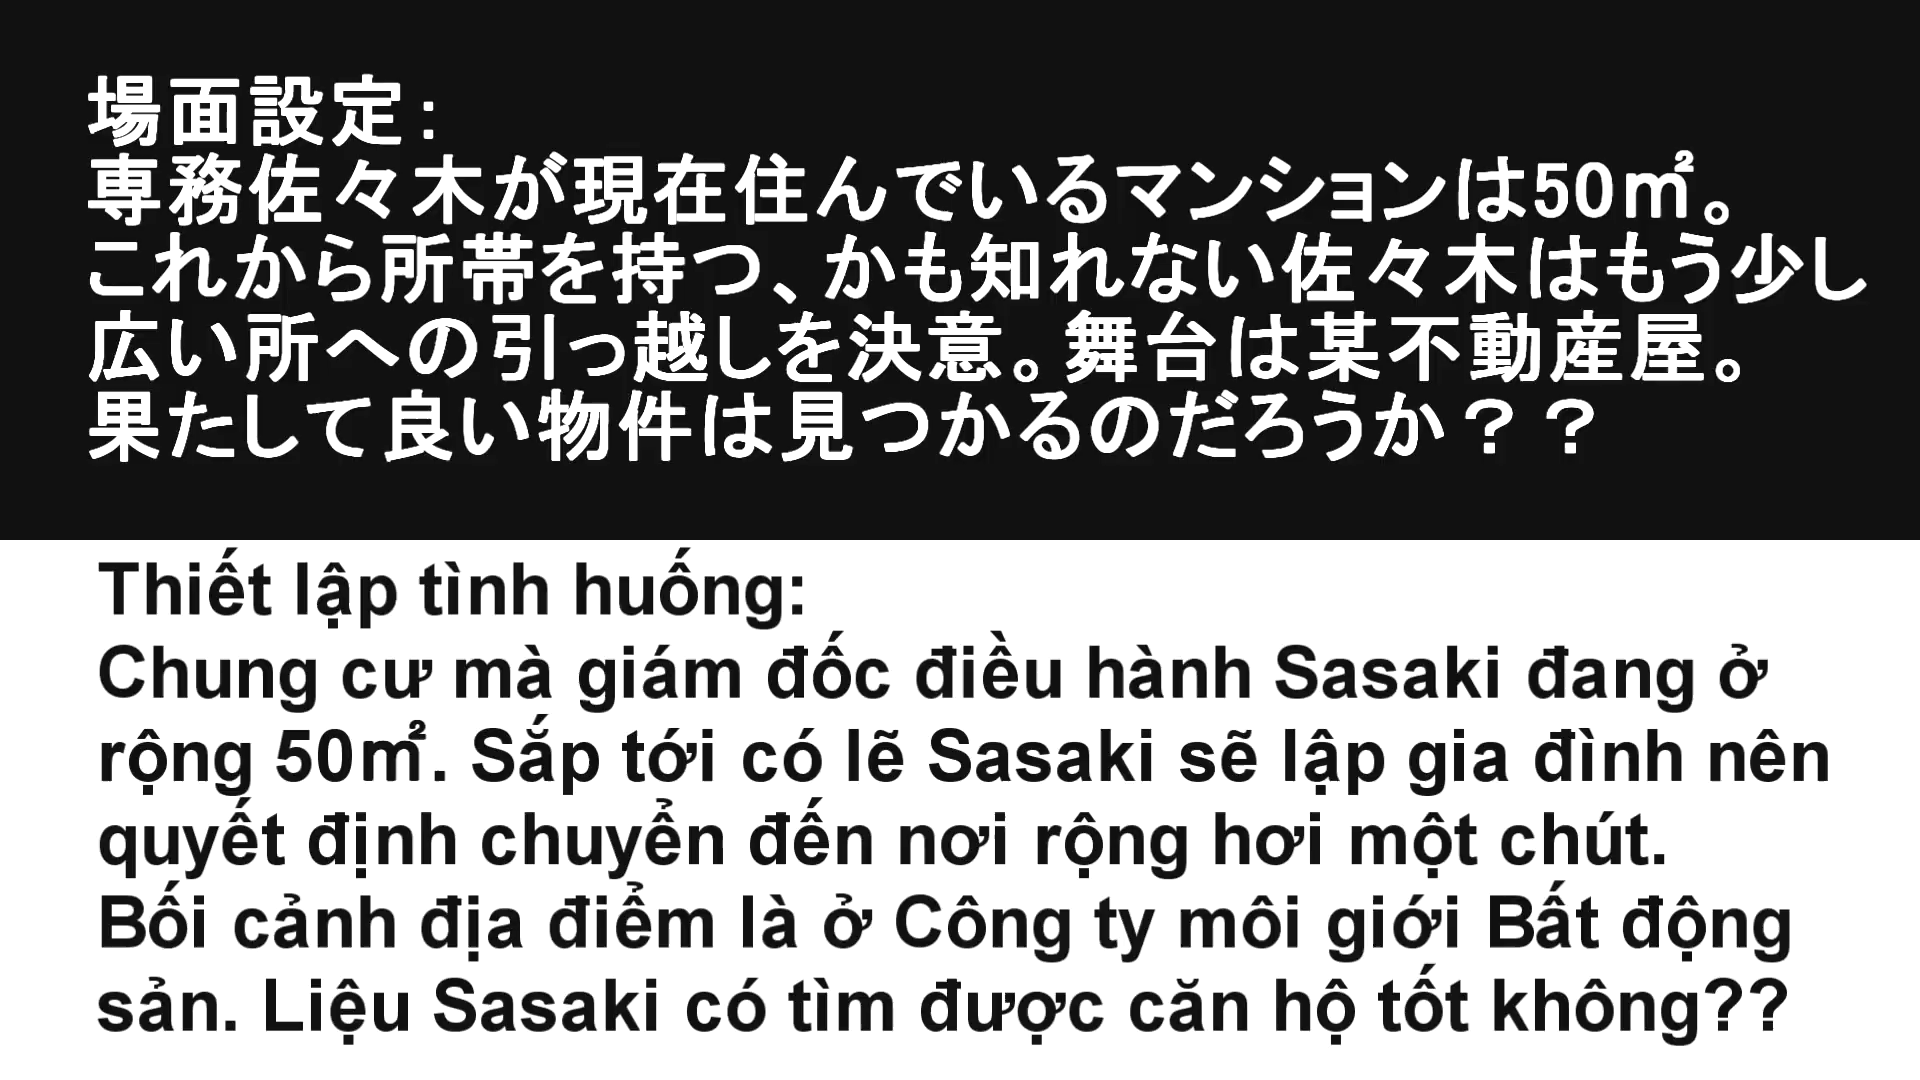 場面設定：
専務佐々木が現在住んでいるマンションは50㎡。
これから所帯を持つ、かも知れない佐々木はもう少し
広い所への引っ越しを決意。舞台は某不動産屋。
果たして良い物件は見つかるのだろうか？？
Thiết lập tình huống:
Chung cư mà giám đốc điều hành Sasaki đang ở
rộng 50㎡. Sắp tới có lẽ Sasaki sẽ lập gia đình nên
quyết định chuyển đến nơi rộng hơi một chút.
Bối cảnh địa điểm là ở Công ty môi giới Bất động
sản. Liệu Sasaki có tìm được căn hộ tốt không??